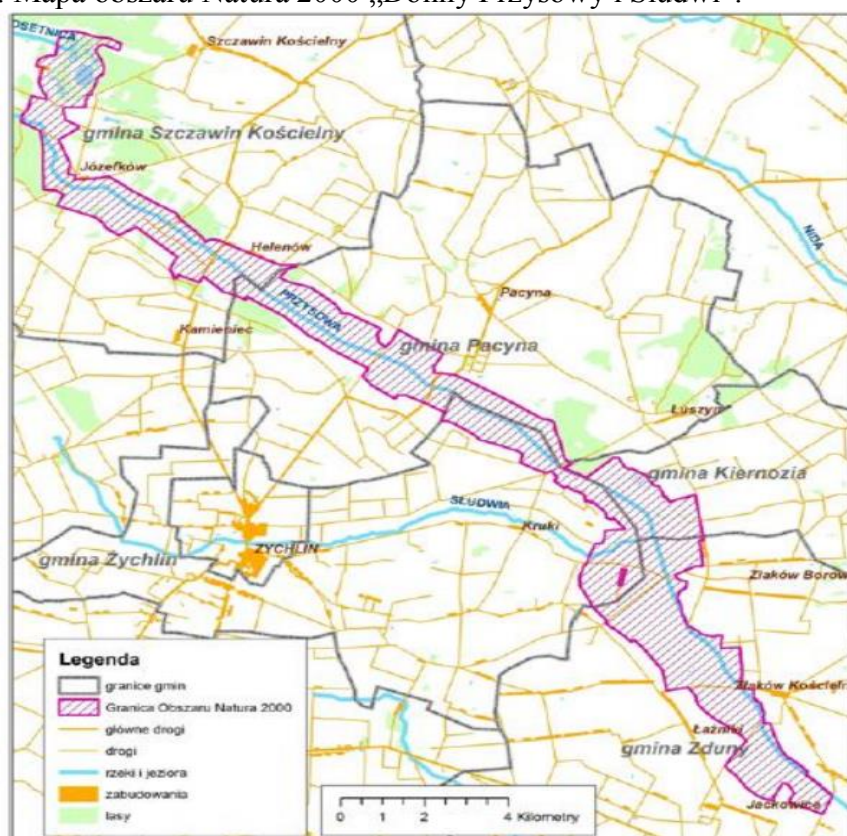 Mapa obszaru Natura 2000 „Doliny Przysowy i Słudwi”.
OSETNICA
Szczawin Kościelny
gmina Szczawin Kościelny
Józefków
Helenów
NIDA
PRZYSOWA
Pacyna
Kamieniec
gmina Pacyna
Łuszyn
gmina Kiernozia
SŁUDWIA
Kruki
ŻYCHLIN
gmina Żychlin
Złaków Borow
Złaków Kościeln
Łaźniki
gmina Zduny
Jackowice
Legenda
granice gmin
Granica Obszaru Natura 2000
główne drogi
drogi
rzeki i jeziora
zabudowania
lasy
0 1 2 4 Kilometry